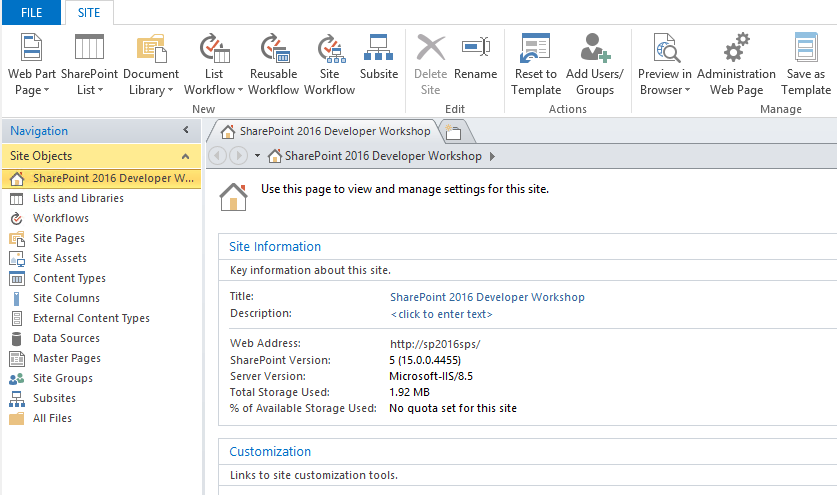 FILE SITE
Web Part Page
SharePoint List
Document Library
List Workflow
Reusable Workflow
Site Workflow
Subsite
Delete Site
Rename
Reset to Template
Add Users/ Groups
Preview in Browser
Administration Web Page
Save as Template
New
Edit
Actions
Manage
Navigation
Site Objects
SharePoint 2016 Developer W...
Lists and Libraries
Workflows
Site Pages
Site Assets
Content Types
Site Columns
External Content Types
Data Sources
Master Pages
Site Groups
Subsites
All Files
SharePoint 2016 Developer Workshop
SharePoint 2016 Developer Workshop
Use this page to view and manage settings for this site.
Site Information
Key information about this site.
Title: SharePoint 2016 Developer Workshop
Description: <click to enter text>
Web Address: http://sp2016sps/
SharePoint Version: 5 (15.0.0.4455)
Server Version: Microsoft-IIS/8.5
Total Storage Used: 1.92 MB
% of Available Storage Used: No quota set for this site
Customization
Links to site customization tools.